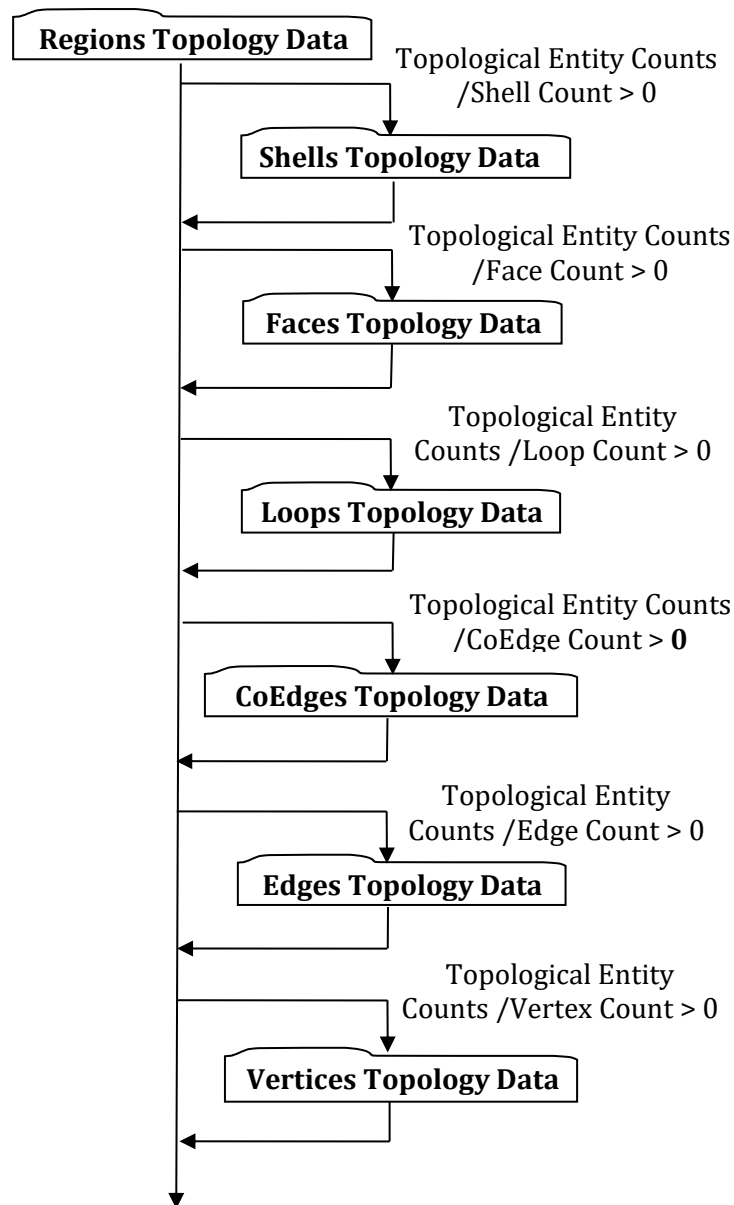 Regions Topology Data
Topological Entity Counts
/Shell Count > 0
Shells Topology Data
Topological Entity Counts
/Face Count > 0
Faces Topology Data
Topological Entity
Counts /Loop Count > 0
Loops Topology Data
Topological Entity Counts
/CoEdge Count > 0
CoEdges Topology Data
Topological Entity
Counts /Edge Count > 0
Edges Topology Data
Topological Entity
Counts /Vertex Count > 0
Vertices Topology Data